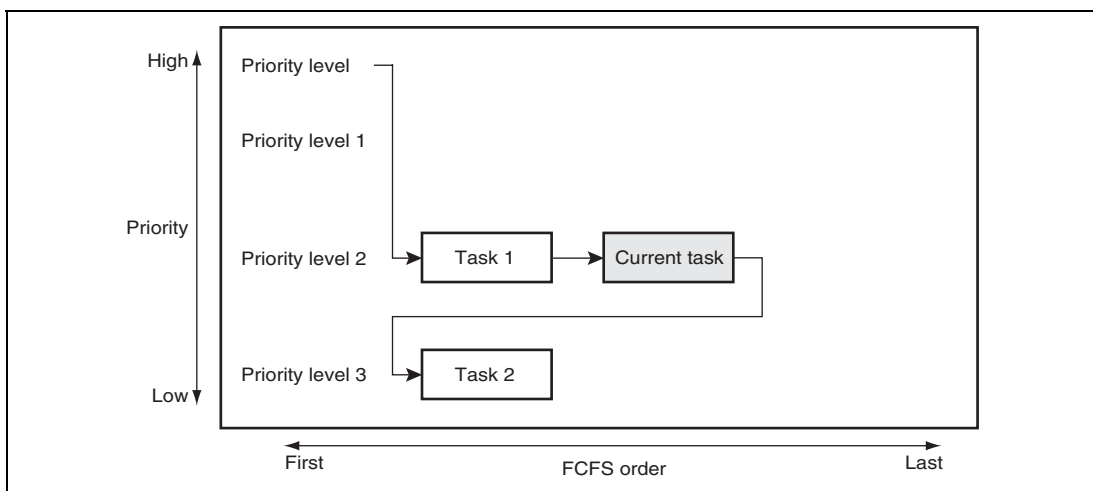 High
Priority level
Priority level 1
Priority
Priority level 2
Task 1
Current task
Priority level 3
Task 2
Low
First
FCFS order
Last